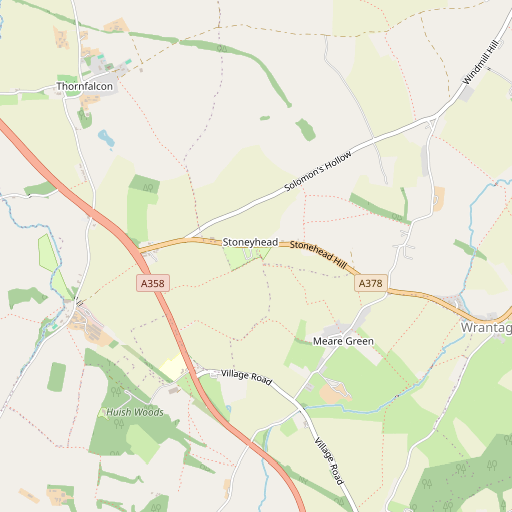 Windmill Hill
Thornfalcon
Solomon's Hollow
Stoneyhead
Stonehead Hill
A358
A378
Wrantag
Meare Green
Village Road
Huish Woods
Village Road